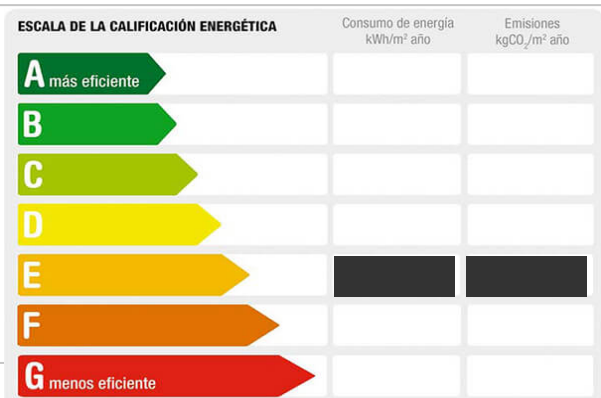 ESCALA DE LA CALIFICACIÓN ENERGÉTICA
Consumo de energía
kWh/m² año
Emisiones
kgCO₂/m² año
A más eficiente
B
C
D
E
F
G menos eficiente